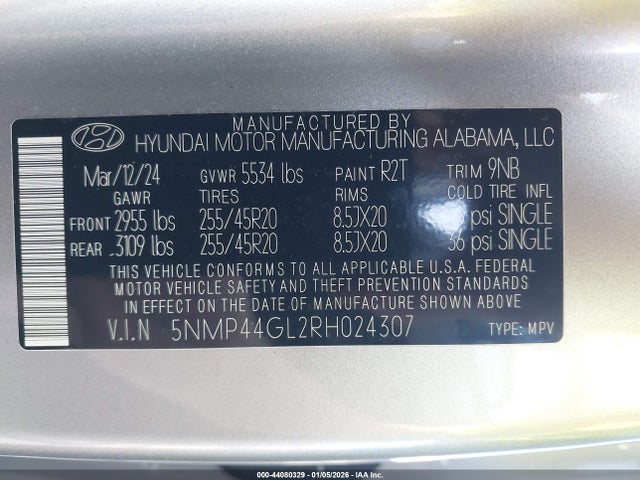 MANUFACTURED BY
HYUNDAI MOTOR MANUFACTURING ALABAMA, LLC
Mar/12/24 GVWR 5534 lbs PAINT R2T TRIM 9NB
GAWR TIRES RIMS COLD TIRE INFL
FRONT 2955 lbs 255/45R20 8.5JX20 psi SINGLE
REAR 3109 lbs 255/45R20 8.5JX20 36 psi SINGLE
THIS VEHICLE CONFORMS TO ALL APPLICABLE U.S.A. FEDERAL
MOTOR VEHICLE SAFETY AND THEFT PREVENTION STANDARDS
IN EFFECT ON THE DATE OF MANUFACTURE SHOWN ABOVE
V.I.N 5NMP44GL2RH024307 TYPE: MPV
000-44080329 - 01/05/2026 - IAA Inc.